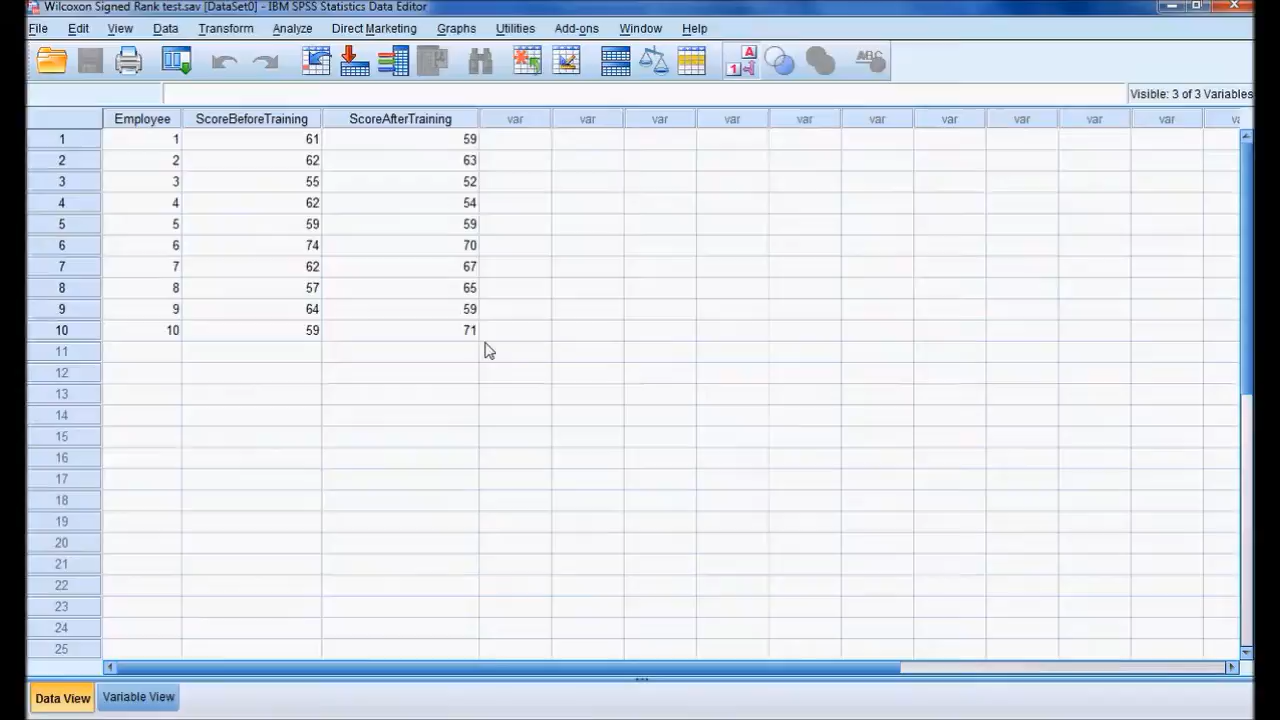 Wilcoxon Signed Rank test.sav [DataSet0] - IBM SPSS Statistics Data Editor
File Edit View Data Transform Analyze Direct Marketing Graphs Utilities Add-ons Window Help
A
1
ABC
Visible: 3 of 3 Variables
Employee ScoreBeforeTraining ScoreAfterTraining var var var var var var var var var var
1 1 61 59
2 2 62 63
3 3 55 52
4 4 62 54
5 5 59 59
6 6 74 70
7 7 62 67
8 8 57 65
9 9 64 59
10 10 59 71
11
12
13
14
15
16
17
18
19
20
21
22
23
24
25
Data View Variable View